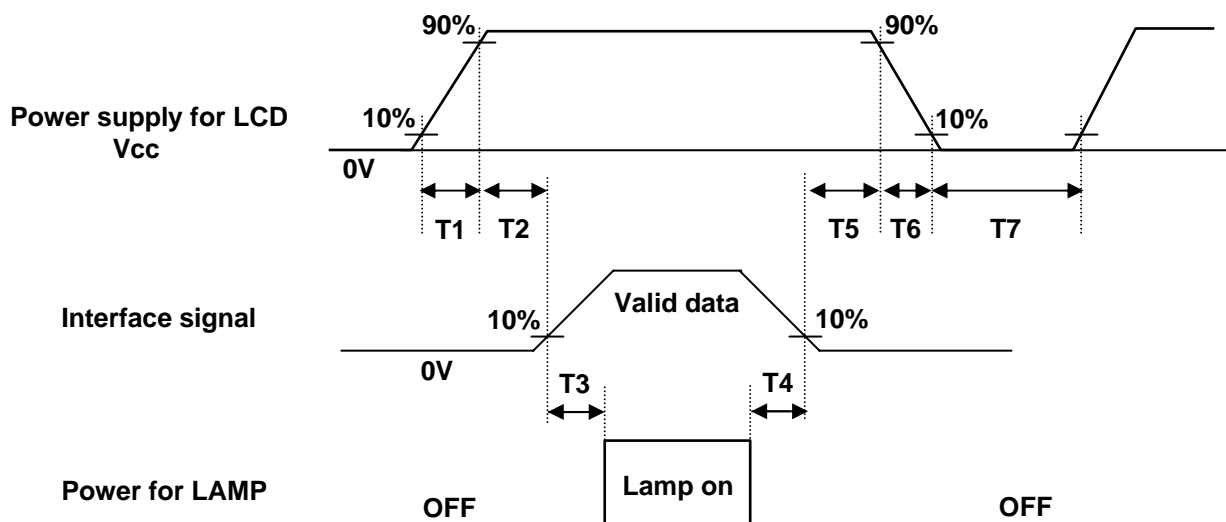 90%
90%
Power supply for LCD
Vcc
10%
10%
0V
T1
T2
T5
T6
T7
Interface signal
Valid data
10%
10%
0V
T3
T4
Power for LAMP
OFF
Lamp on
OFF